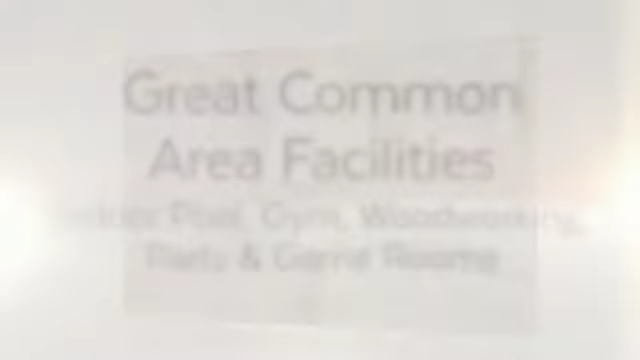 Great Common
Area Facilities
Pool, Gym, Woodworking,
Party & Game Rooms